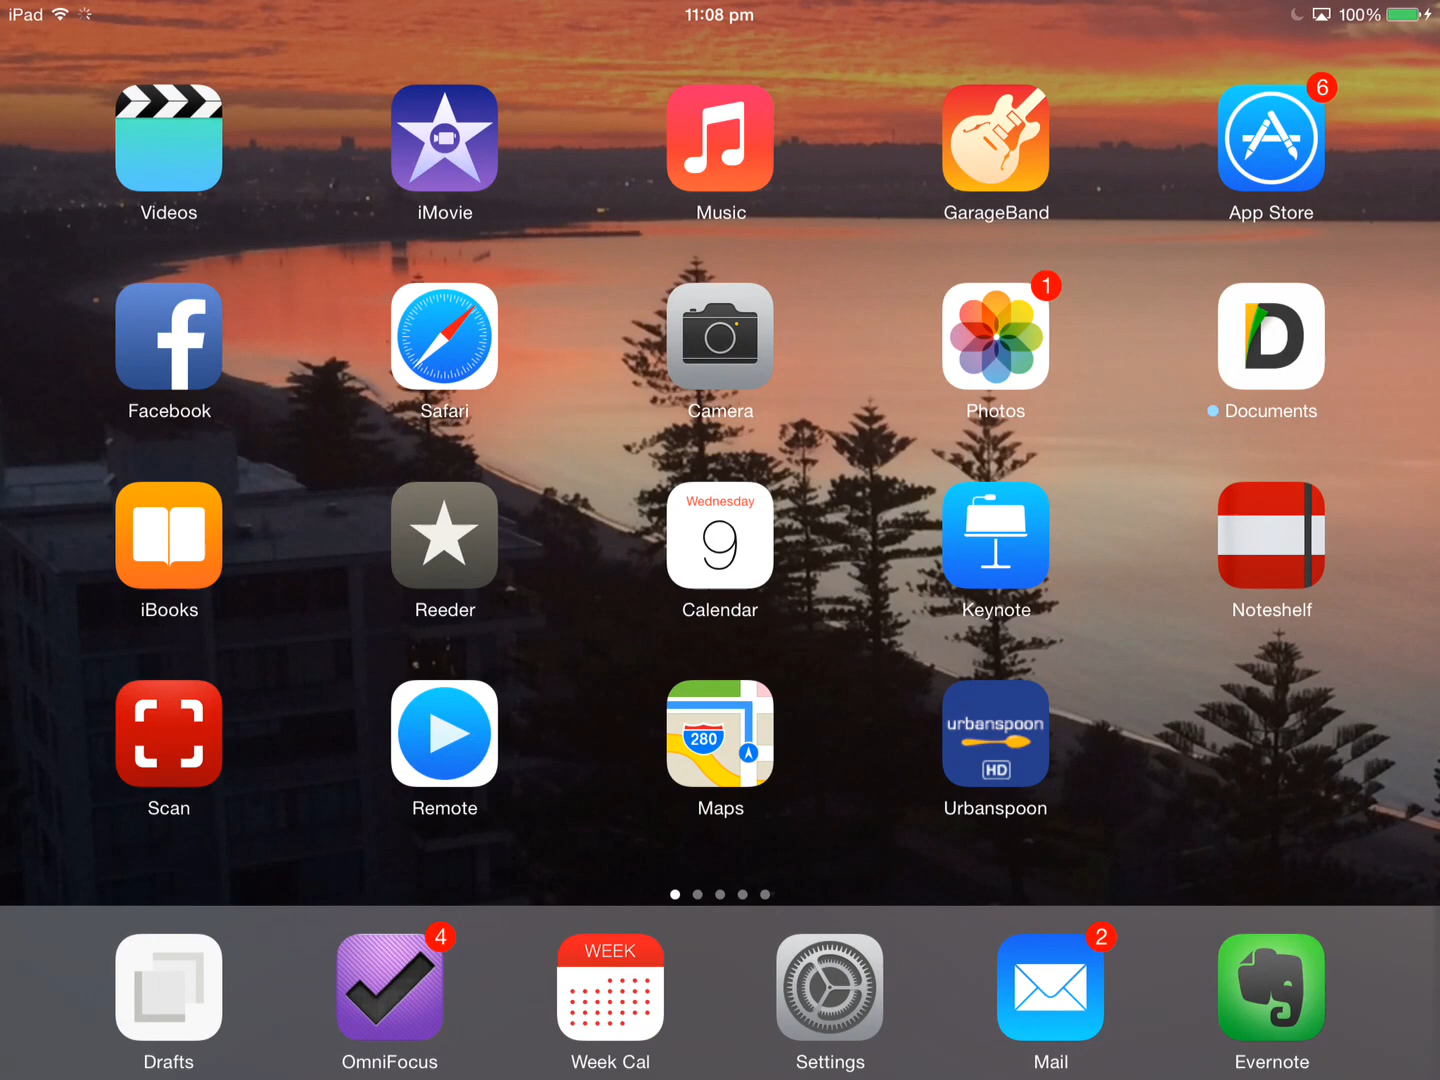 iPad 11:08 pm 100%
6
Videos iMovie Music GarageBand App Store
1
Facebook Safari Camera Photos Documents
Wednesday
9
iBooks Reeder Calendar Keynote Noteshelf
280
urbanspoon
HD
Scan Remote Maps Urbanspoon
4
2
WEEK
Drafts OmniFocus Week Cal Settings Mail Evernote